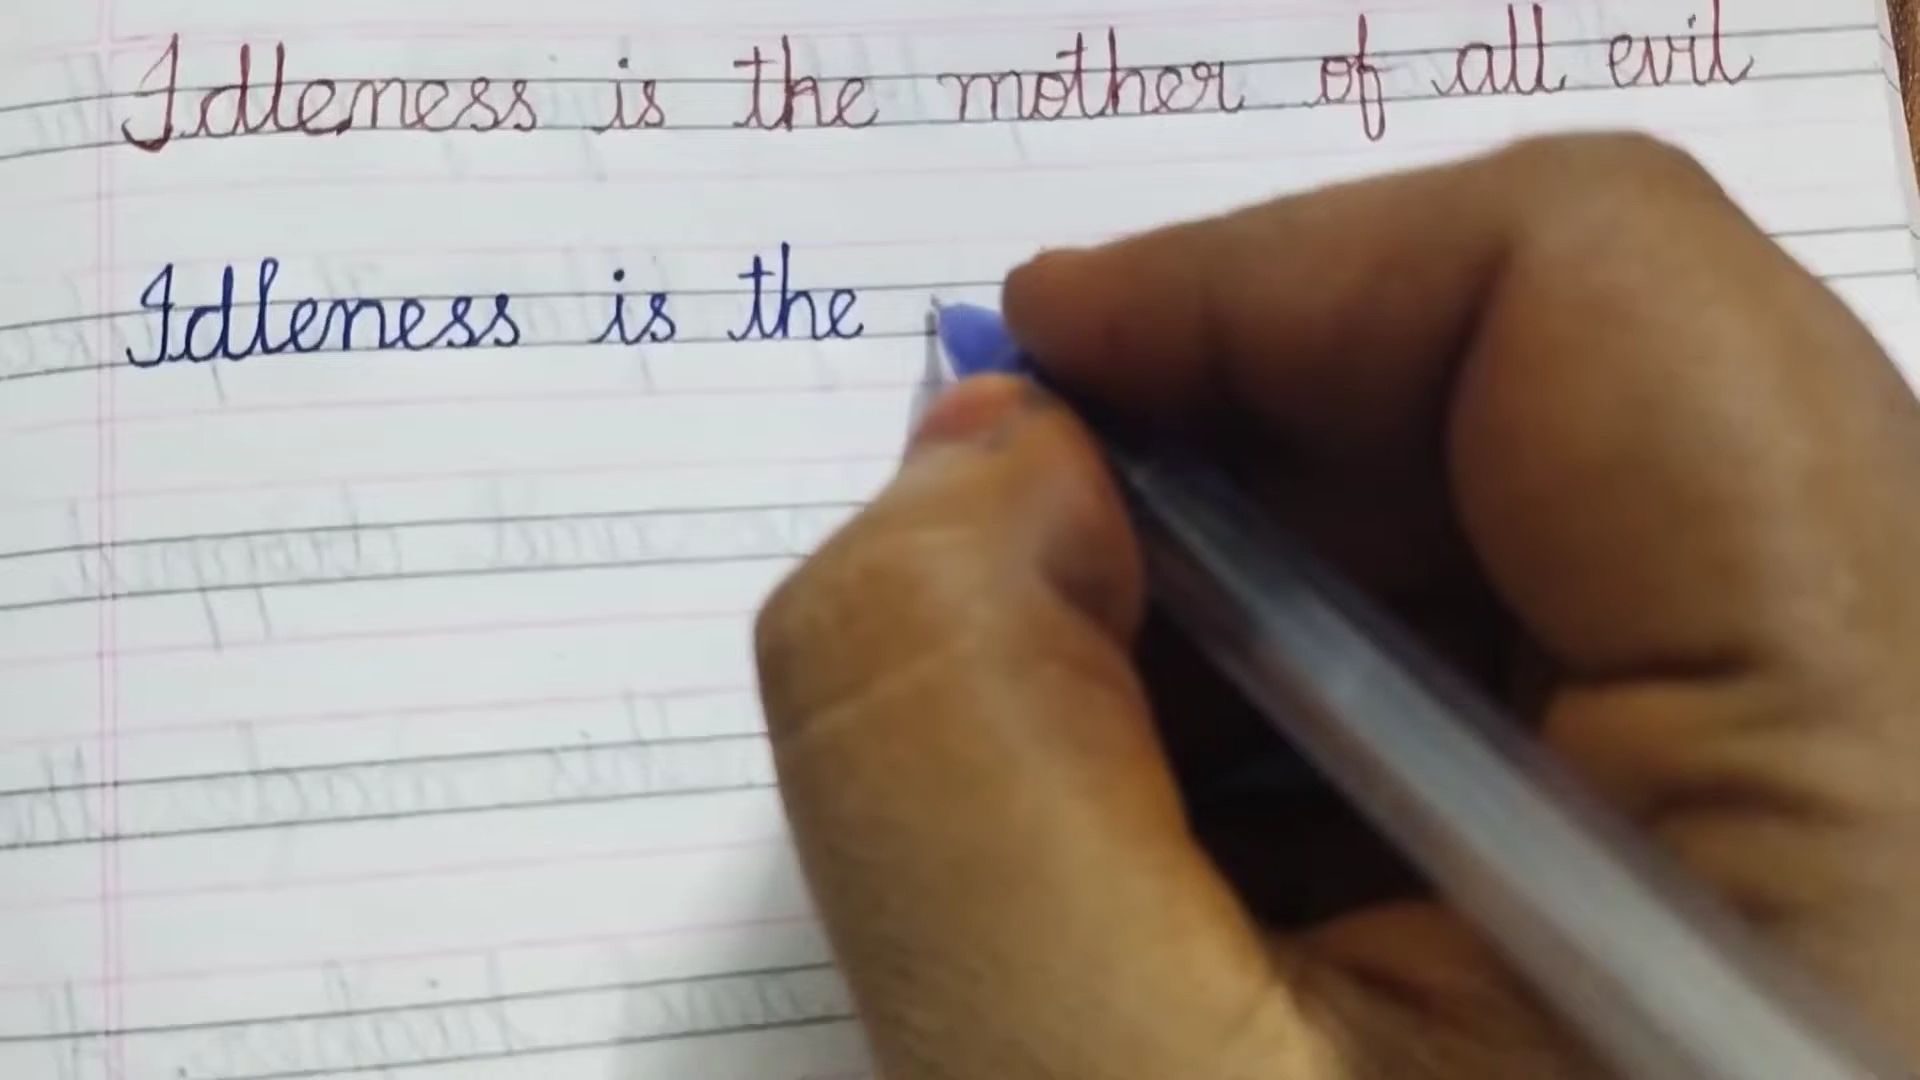 Idleness is the mother of all evil
Idleness is the